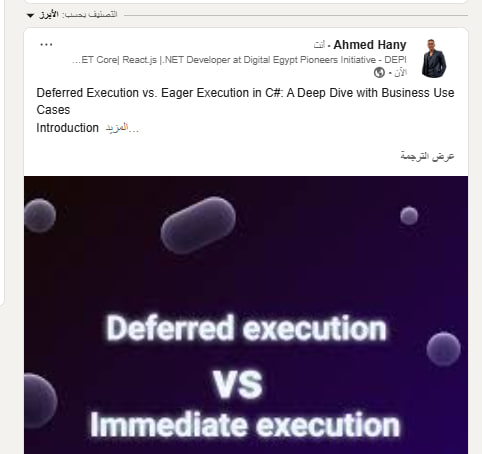 التصنيف بحسب: الأبرز
Ahmed Hany • أنت
...ET Core| React.js |.NET Developer at Digital Egypt Pioneers Initiative - DEPI
الآن •
Deferred Execution vs. Eager Execution in C#: A Deep Dive with Business Use
Cases
Introduction ...المزيد
عرض الترجمة
Deferred execution
VS
Immediate execution